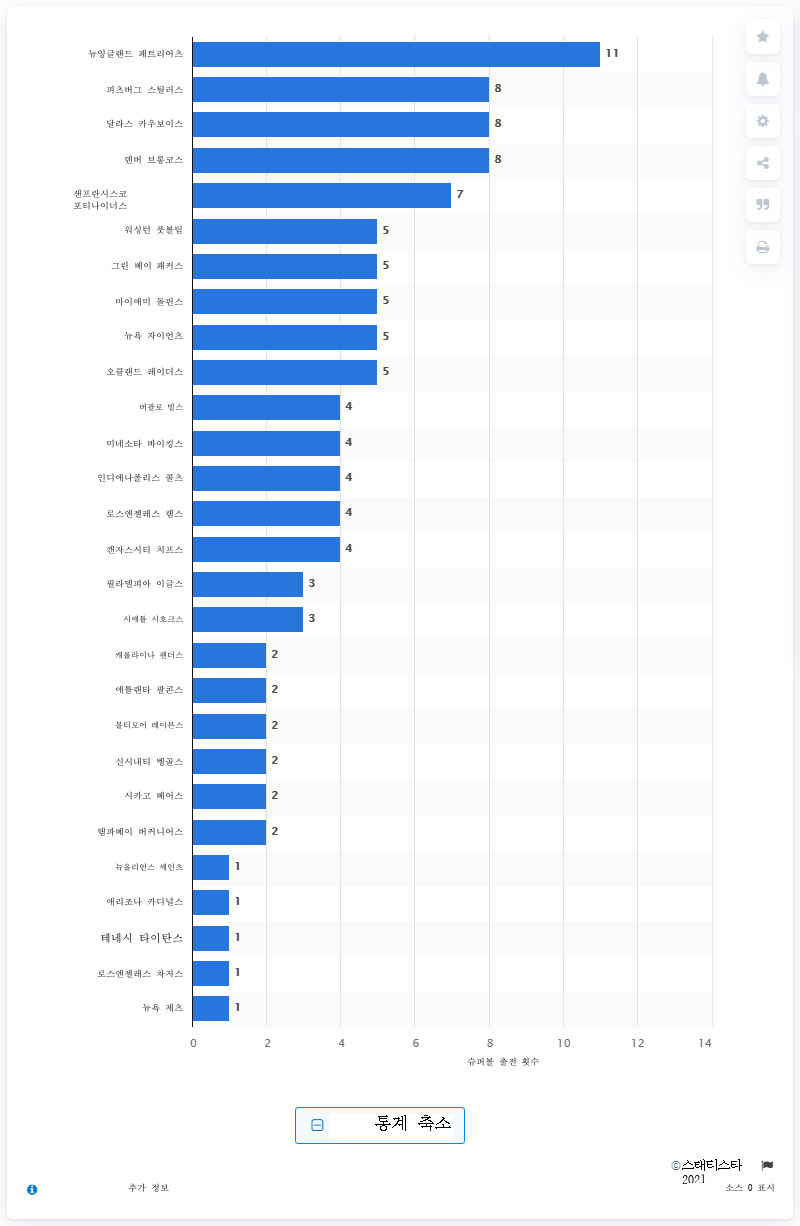 뉴잉글랜드 패트리어츠 11
피츠버그 스틸러스 8
달라스 카우보이스 8
덴버 브롱코스 8
샌프란시스코
포티나이너스 7
워싱턴 풋볼팀 5
그린 베이 패커스 5
마이애미 돌핀스 5
뉴욕 자이언츠 5
오클랜드 레이더스 5
버팔로 빌스 4
미네소타 바이킹스 4
인디애나폴리스 콜츠 4
로스앤젤레스 램스 4
캔자스시티 치프스 4
필라델피아 이글스 3
시애틀 시호크스 3
캐롤라이나 팬더스 2
애틀랜타 팔콘스 2
볼티모어 레이븐스 2
신시내티 벵골스 2
시카고 베어스 2
탬파베이 버커니어스 2
뉴올리언스 세인츠 1
애리조나 카디널스 1
테네시 타이탄스 1
로스앤젤레스 차저스 1
뉴욕 제츠 1
0 2 4 6 8 10 12 14
슈퍼볼 출전 횟수
통계 축소
©스태티스타
2021
추가 정보
소스 0 표시